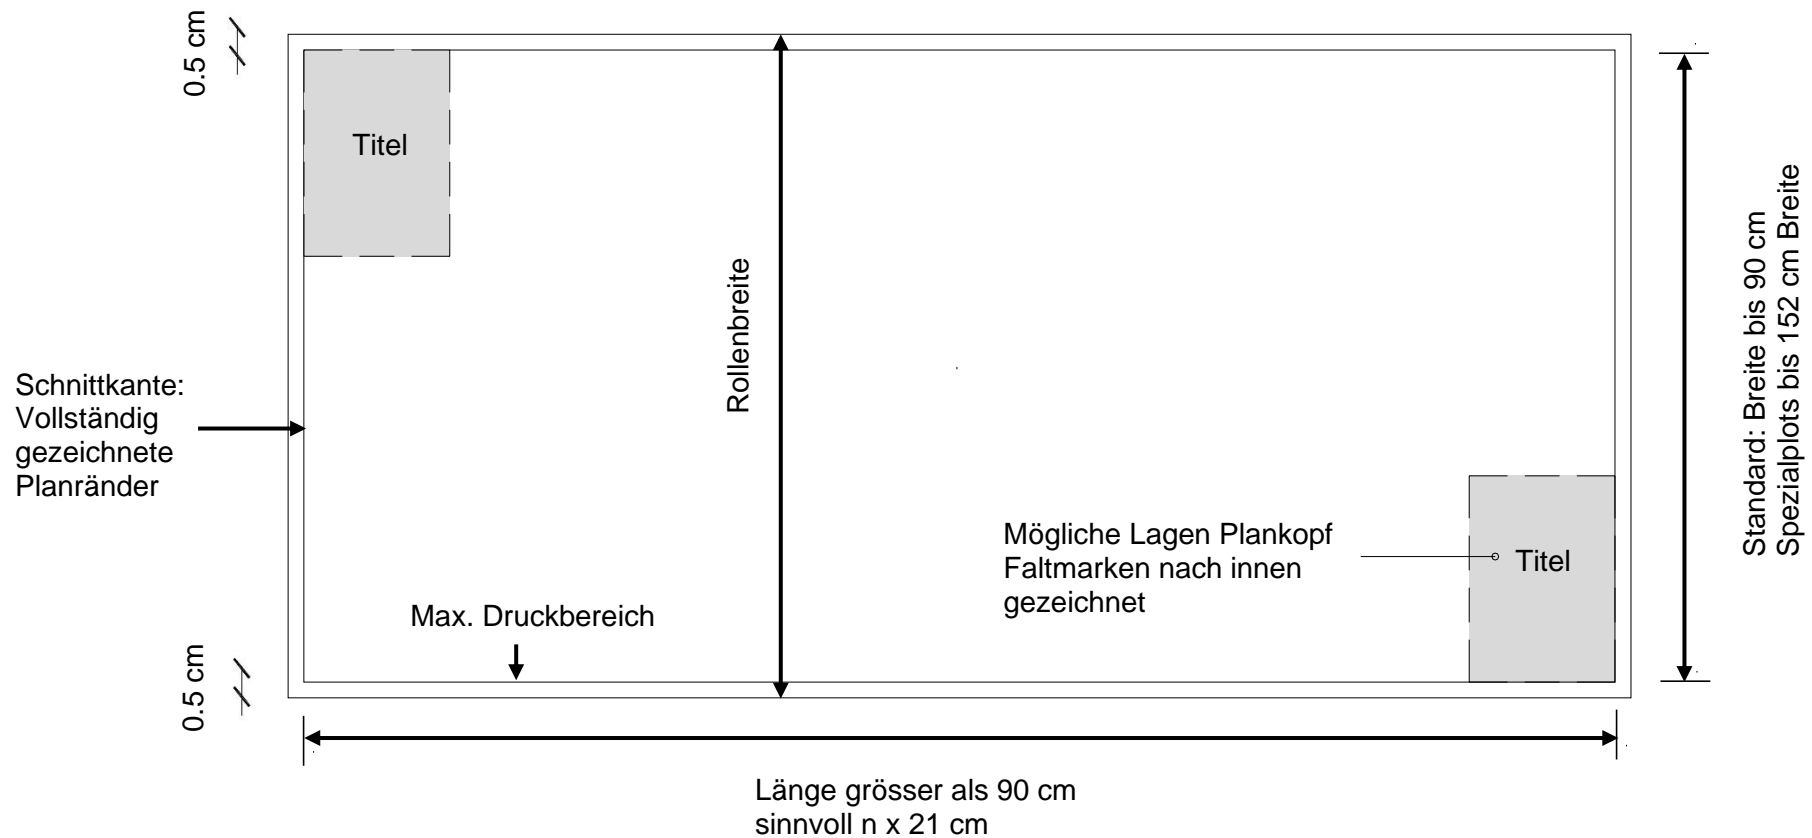 0.5 cm
Titel
Rollenbreite
Standard: Breite bis 90 cm
Spezialplots bis 152 cm Breite
Schnittkante:
Vollständig
gezeichnete
Planränder
Mögliche Lagen Plankopf
Faltmarken nach innen
gezeichnet
Titel
Max. Druckbereich
0.5 cm
Länge grösser als 90 cm
sinnvoll n x 21 cm